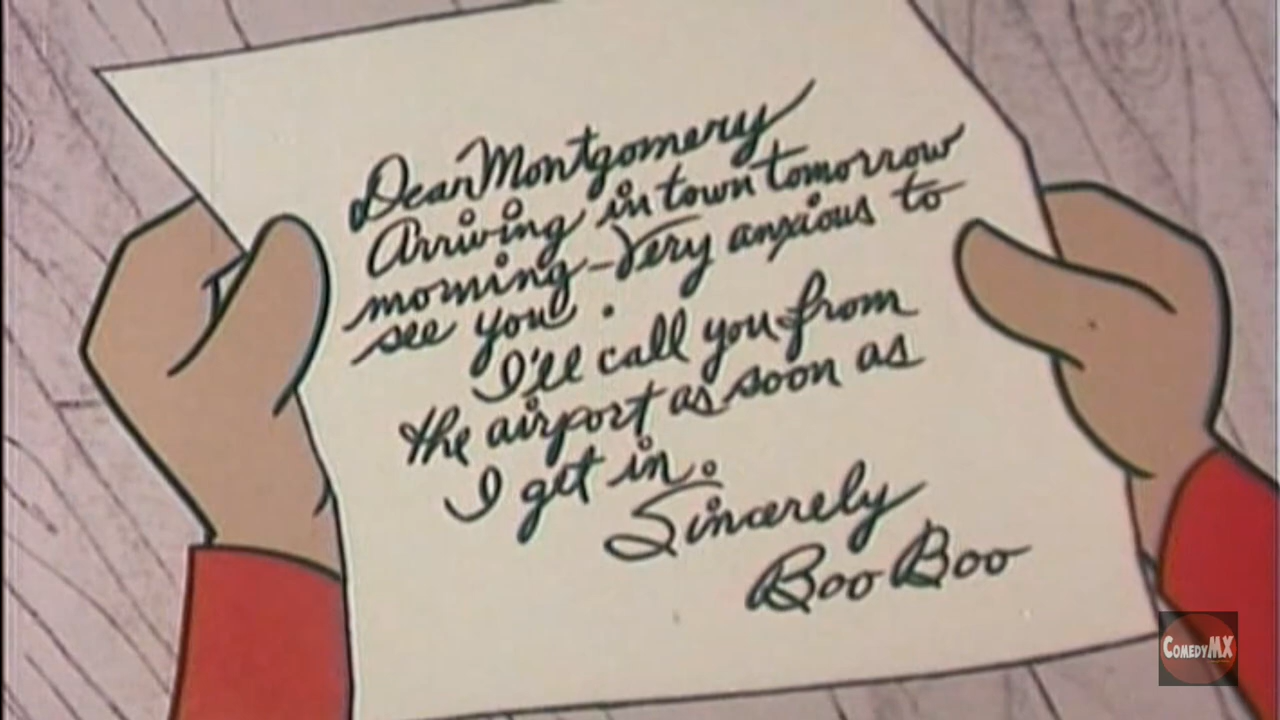 Dear Montgomery
Arriving in town tomorrow
morning - Very anxious to
see you.
I'll call you from
the airport as soon as
I get in.
Sincerely
Boo Boo
COMEDYMX